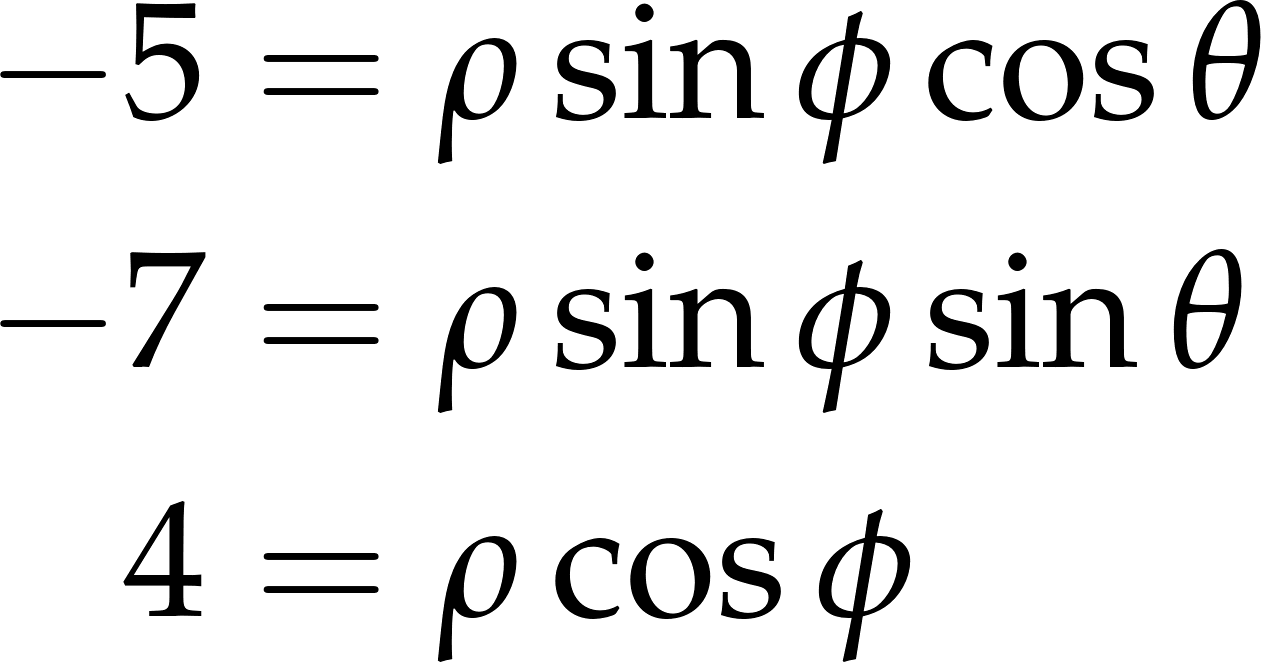 −5 = ρ sin ϕ cos θ
−7 = ρ sin ϕ sin θ
4 = ρ cos ϕ